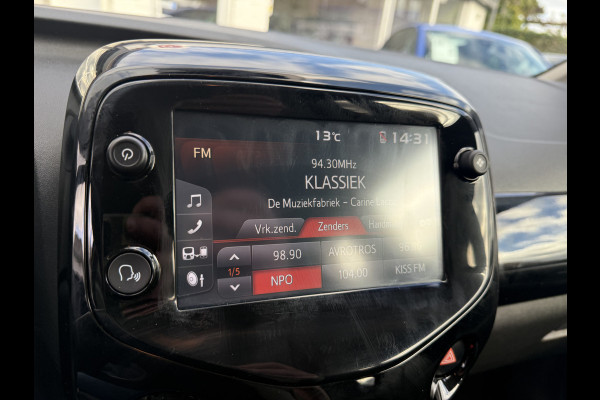 13°C 14:31
FM
94.30MHz
KLASSIEK
De Muziekfabriek - Carine
Vrk.zend. Zenders
98.90 AVROTROS
1/5
NPO 104.00 KISS FM